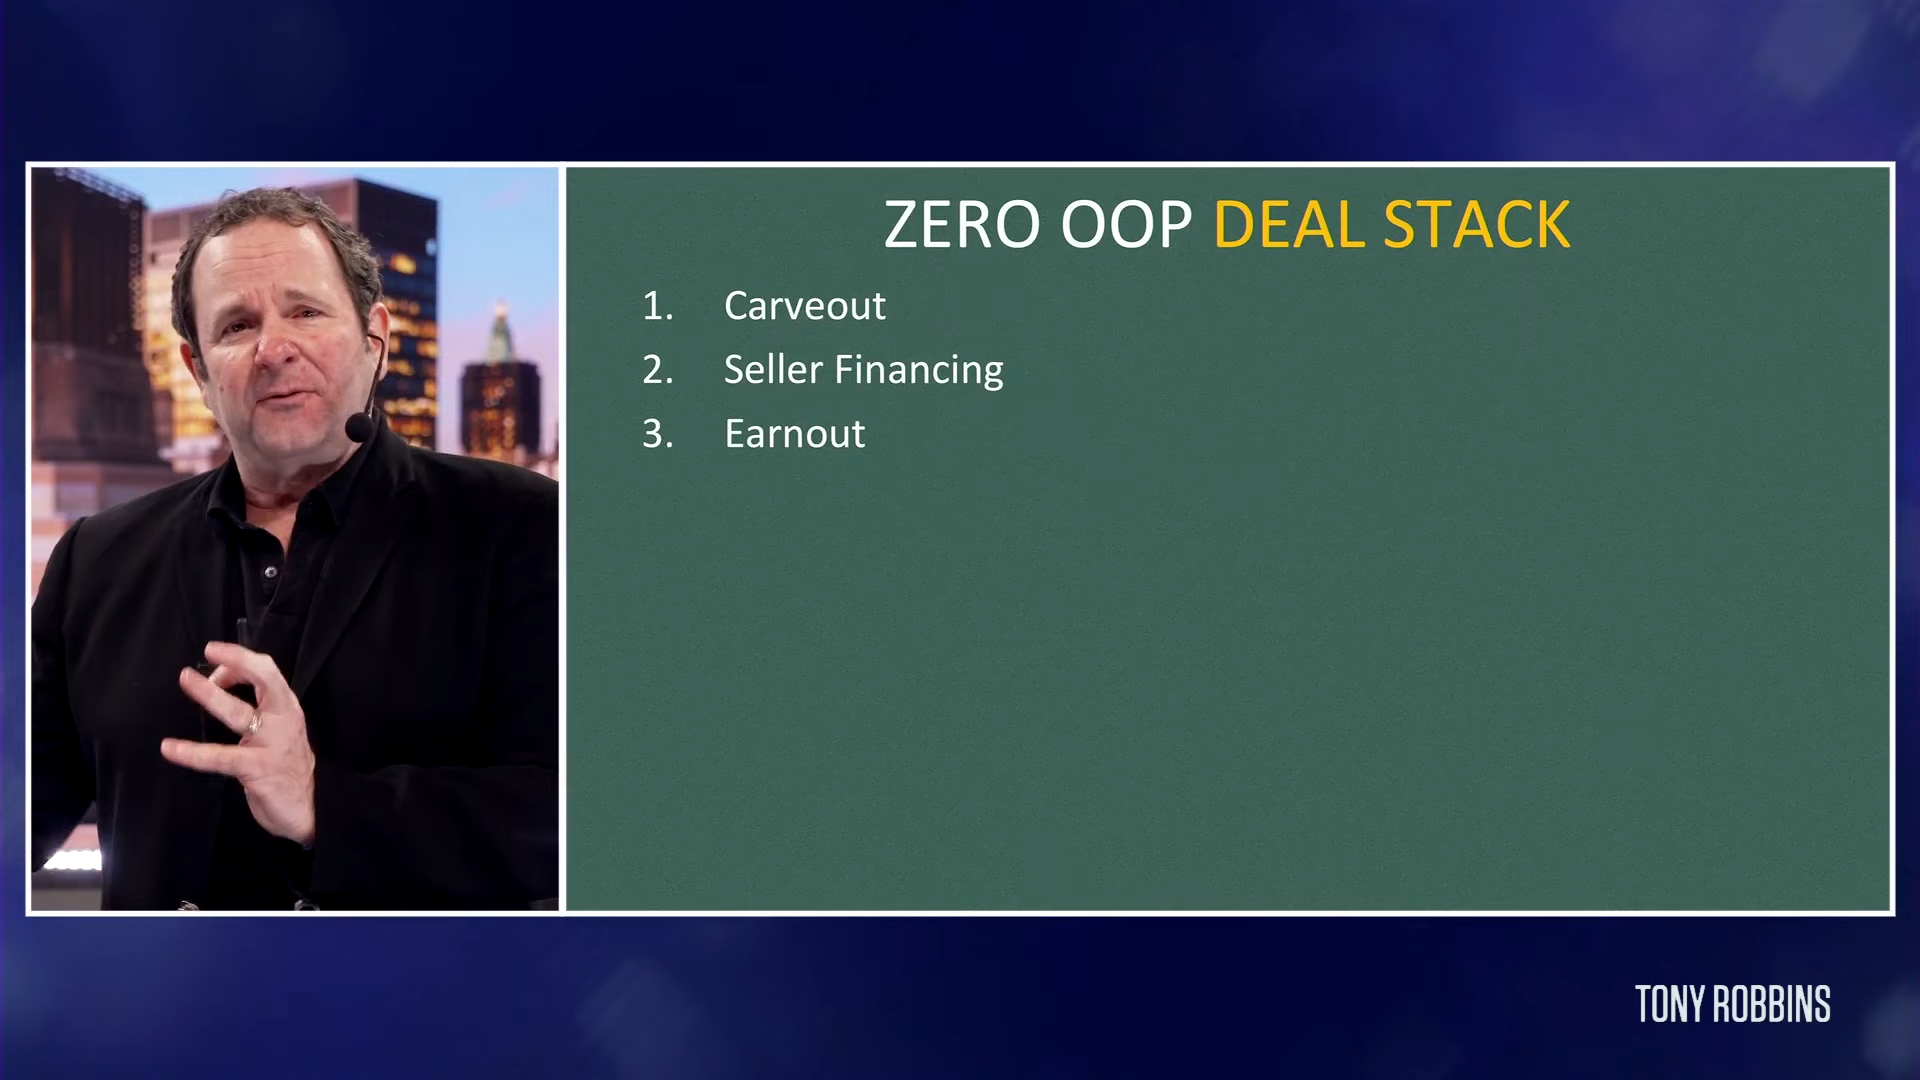 ZERO OOP DEAL STACK
1. Carveout
2. Seller Financing
3. Earnout
TONY ROBBINS